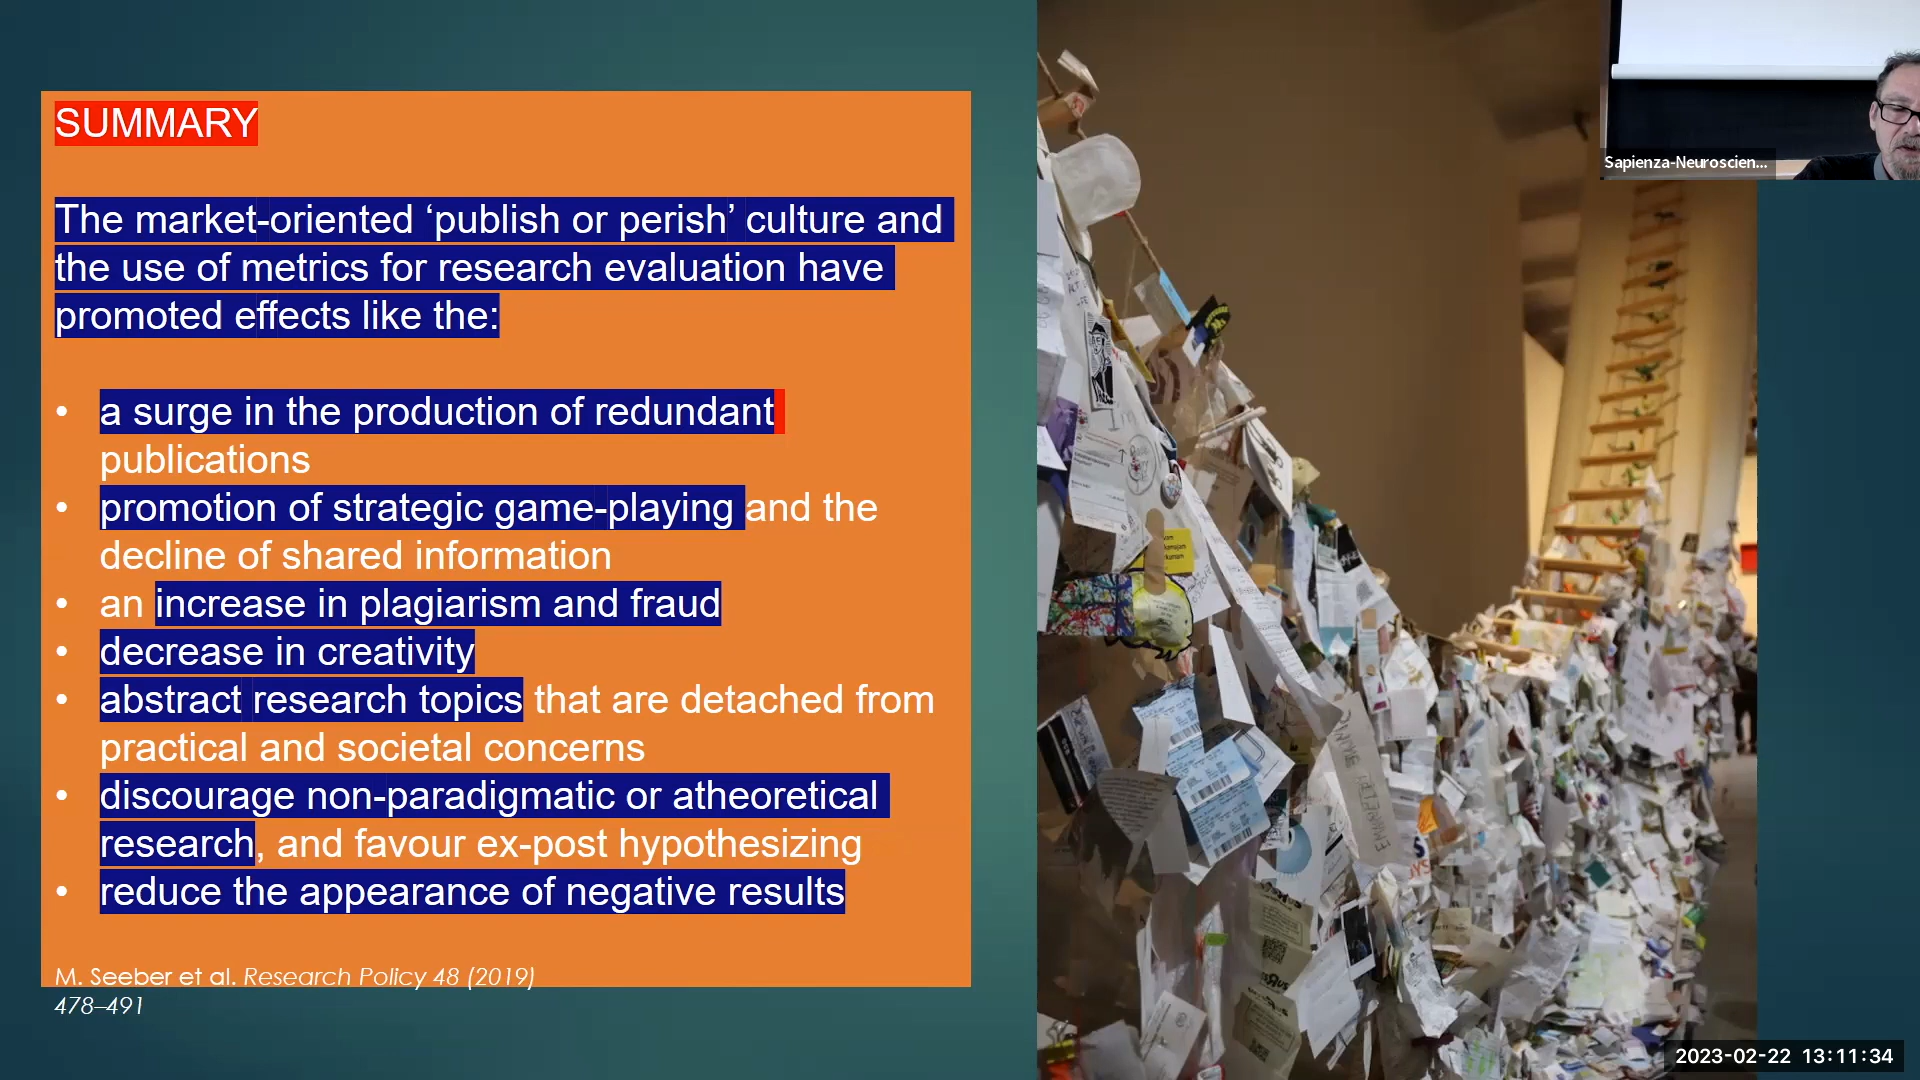 SUMMARY
The market-oriented ‘publish or perish’ culture and
the use of metrics for research evaluation have
promoted effects like the:
• a surge in the production of redundant
publications
• promotion of strategic game-playing and the
decline of shared information
• an increase in plagiarism and fraud
• decrease in creativity
• abstract research topics that are detached from
practical and societal concerns
• discourage non-paradigmatic or atheoretical
research, and favour ex-post hypothesizing
• reduce the appearance of negative results
M. Seeber et al. Research Policy 48 (2019)
478–491
Sapienza-Neuroscien...
2023-02-22 13:11:34